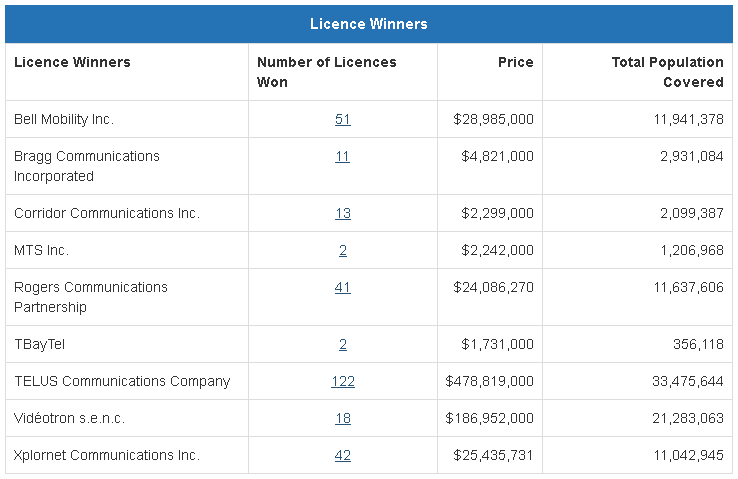 Licence Winners
Licence Winners Number of Licences Won Price Total Population Covered
Bell Mobility Inc. 51 $28,985,000 11,941,378
Bragg Communications Incorporated 11 $4,821,000 2,931,084
Corridor Communications Inc. 13 $2,299,000 2,099,387
MTS Inc. 2 $2,242,000 1,206,968
Rogers Communications Partnership 41 $24,086,270 11,637,606
TBayTel 2 $1,731,000 356,118
TELUS Communications Company 122 $478,819,000 33,475,644
Vidéotron s.e.n.c. 18 $186,952,000 21,283,063
Xplornet Communications Inc. 42 $25,435,731 11,042,945